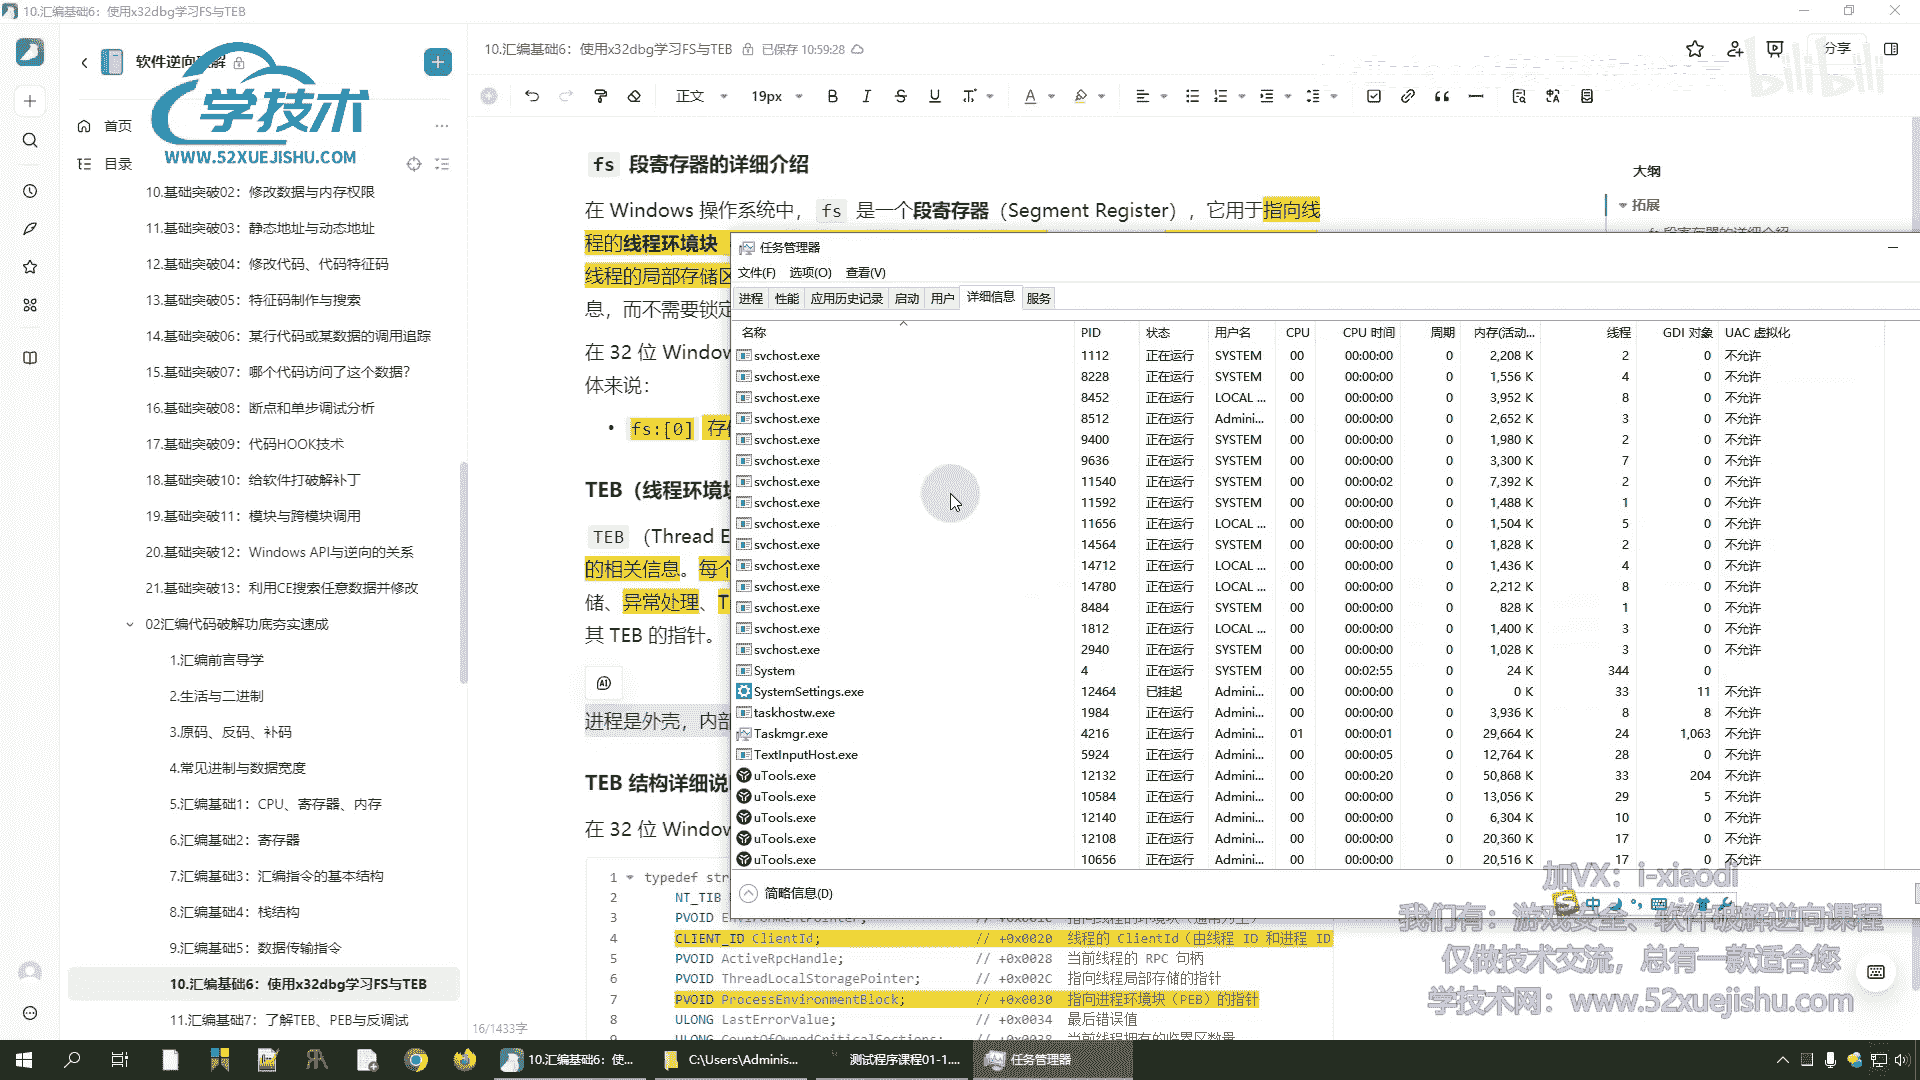 10.汇编基础6：使用x32dbg学习FS与TEB
学技术
WWW.52XUEJISHU.COM
首页
目录
10.基础突破02：修改数据与内存权限
11.基础突破03：静态地址与动态地址
12.基础突破04：修改代码、代码特征码
13.基础突破05：特征码制作与搜索
14.基础突破06：某行代码或某数据的调用追踪
15.基础突破07：哪个代码访问了这个数据?
16.基础突破08：断点和单步调试分析
17.基础突破09：代码HOOK技术
18.基础突破10：给软件打破解补丁
19.基础突破11：模块与跨模块调用
20.基础突破12：Windows API与逆向的关系
21.基础突破13：利用CE搜索任意数据并修改
02汇编代码破解功底夯实速成
1.汇编前言导学
2.生活与二进制
3.原码、反码、补码
4.常见进制与数据宽度
5.汇编基础1：CPU、寄存器、内存
6.汇编基础2：寄存器
7.汇编基础3：汇编指令的基本结构
8.汇编基础4：栈结构
9.汇编基础5：数据传输指令
10.汇编基础6：使用x32dbg学习FS与TEB
11.汇编基础7：了解TEB、PEB与反调试
10.汇编基础6：使用x32dbg学习FS与TEB 已保存 10:59:28
分享
bilibili
正文 19px B I S U
fs 段寄存器的详细介绍
在 Windows 操作系统中， fs 是一个段寄存器（Segment Register），它用于指向线
程的线程环境块
线程的局部存储区
息，而不需要锁定
在 32 位 Window
体来说：
• fs:[0] 存储
TEB（线程环境块
TEB （Thread E
的相关信息。每个
储、异常处理、T
其 TEB 的指针。
进程是外壳，内部
TEB 结构详细说
在 32 位 Window
1 typedef str
2 NT_TIB
3 PVOID EnvironmentPointer; // +0x001C 指向线程的环境块（通常为空）
4 CLIENT_ID ClientId; // +0x0020 线程的 ClientId（由线程 ID 和进程 ID
5 PVOID ActiveRpcHandle; // +0x0028 当前线程的 RPC 句柄
6 PVOID ThreadLocalStoragePointer; // +0x002C 指向线程局部存储的指针
7 PVOID ProcessEnvironmentBlock; // +0x0030 指向进程环境块（PEB）的指针
8 ULONG LastErrorValue; // +0x0034 最后错误值
16/1433字
大纲
拓展
fs 段寄存器的详细介绍
任务管理器
文件(F) 选项(O) 查看(V)
进程 性能 应用历史记录 启动 用户 详细信息 服务
名称 PID 状态 用户名 CPU CPU 时间 周期 内存(活动... 线程 GDI 对象 UAC 虚拟化
svchost.exe 1112 正在运行 SYSTEM 00 00:00:00 0 2,208 K 2 0 不允许
svchost.exe 8228 正在运行 SYSTEM 00 00:00:00 0 1,556 K 4 0 不允许
svchost.exe 8452 正在运行 LOCAL ... 00 00:00:00 0 3,952 K 8 0 不允许
svchost.exe 8512 正在运行 Admini... 00 00:00:00 0 2,652 K 3 0 不允许
svchost.exe 9400 正在运行 SYSTEM 00 00:00:00 0 1,980 K 2 0 不允许
svchost.exe 9636 正在运行 SYSTEM 00 00:00:00 0 3,300 K 7 0 不允许
svchost.exe 11540 正在运行 SYSTEM 00 00:00:02 0 7,392 K 2 0 不允许
svchost.exe 11592 正在运行 SYSTEM 00 00:00:00 0 1,488 K 1 0 不允许
svchost.exe 11656 正在运行 LOCAL ... 00 00:00:00 0 1,504 K 5 0 不允许
svchost.exe 14564 正在运行 SYSTEM 00 00:00:00 0 1,828 K 2 0 不允许
svchost.exe 14712 正在运行 LOCAL ... 00 00:00:00 0 1,436 K 4 0 不允许
svchost.exe 14780 正在运行 LOCAL ... 00 00:00:00 0 2,212 K 8 0 不允许
svchost.exe 8484 正在运行 SYSTEM 00 00:00:00 0 828 K 1 0 不允许
svchost.exe 1812 正在运行 LOCAL ... 00 00:00:00 0 1,400 K 3 0 不允许
svchost.exe 2940 正在运行 SYSTEM 00 00:00:00 0 1,028 K 3 0 不允许
System 4 正在运行 SYSTEM 00 00:02:55 0 24 K 344 0
SystemSettings.exe 12464 已挂起 Admini... 00 00:00:00 0 0 K 33 11 不允许
taskhostw.exe 1984 正在运行 Admini... 00 00:00:00 0 3,936 K 8 8 不允许
Taskmgr.exe 4216 正在运行 Admini... 01 00:00:01 0 29,664 K 24 1,063 不允许
TextInputHost.exe 5924 正在运行 Admini... 00 00:00:05 0 12,764 K 28 0 不允许
uTools.exe 12132 正在运行 Admini... 00 00:00:20 0 50,868 K 33 204 不允许
uTools.exe 10584 正在运行 Admini... 00 00:00:00 0 13,056 K 29 5 不允许
uTools.exe 12140 正在运行 Admini... 00 00:00:00 0 6,304 K 10 0 不允许
uTools.exe 12108 正在运行 Admini... 00 00:00:00 0 20,360 K 17 0 不允许
uTools.exe 10656 正在运行 Admini... 00 00:00:00 0 20,516 K 17 0 不允许
简略信息(D)
加VX：i-xiaodi
我们有：游戏安全、软件破解逆向课程
仅做技术交流，总有一款适合您
学技术网：www.52xuejishu.com
10.汇编基础6：使... C:\Users\Adminis... 测试程序课程01-1.... 任务管理器